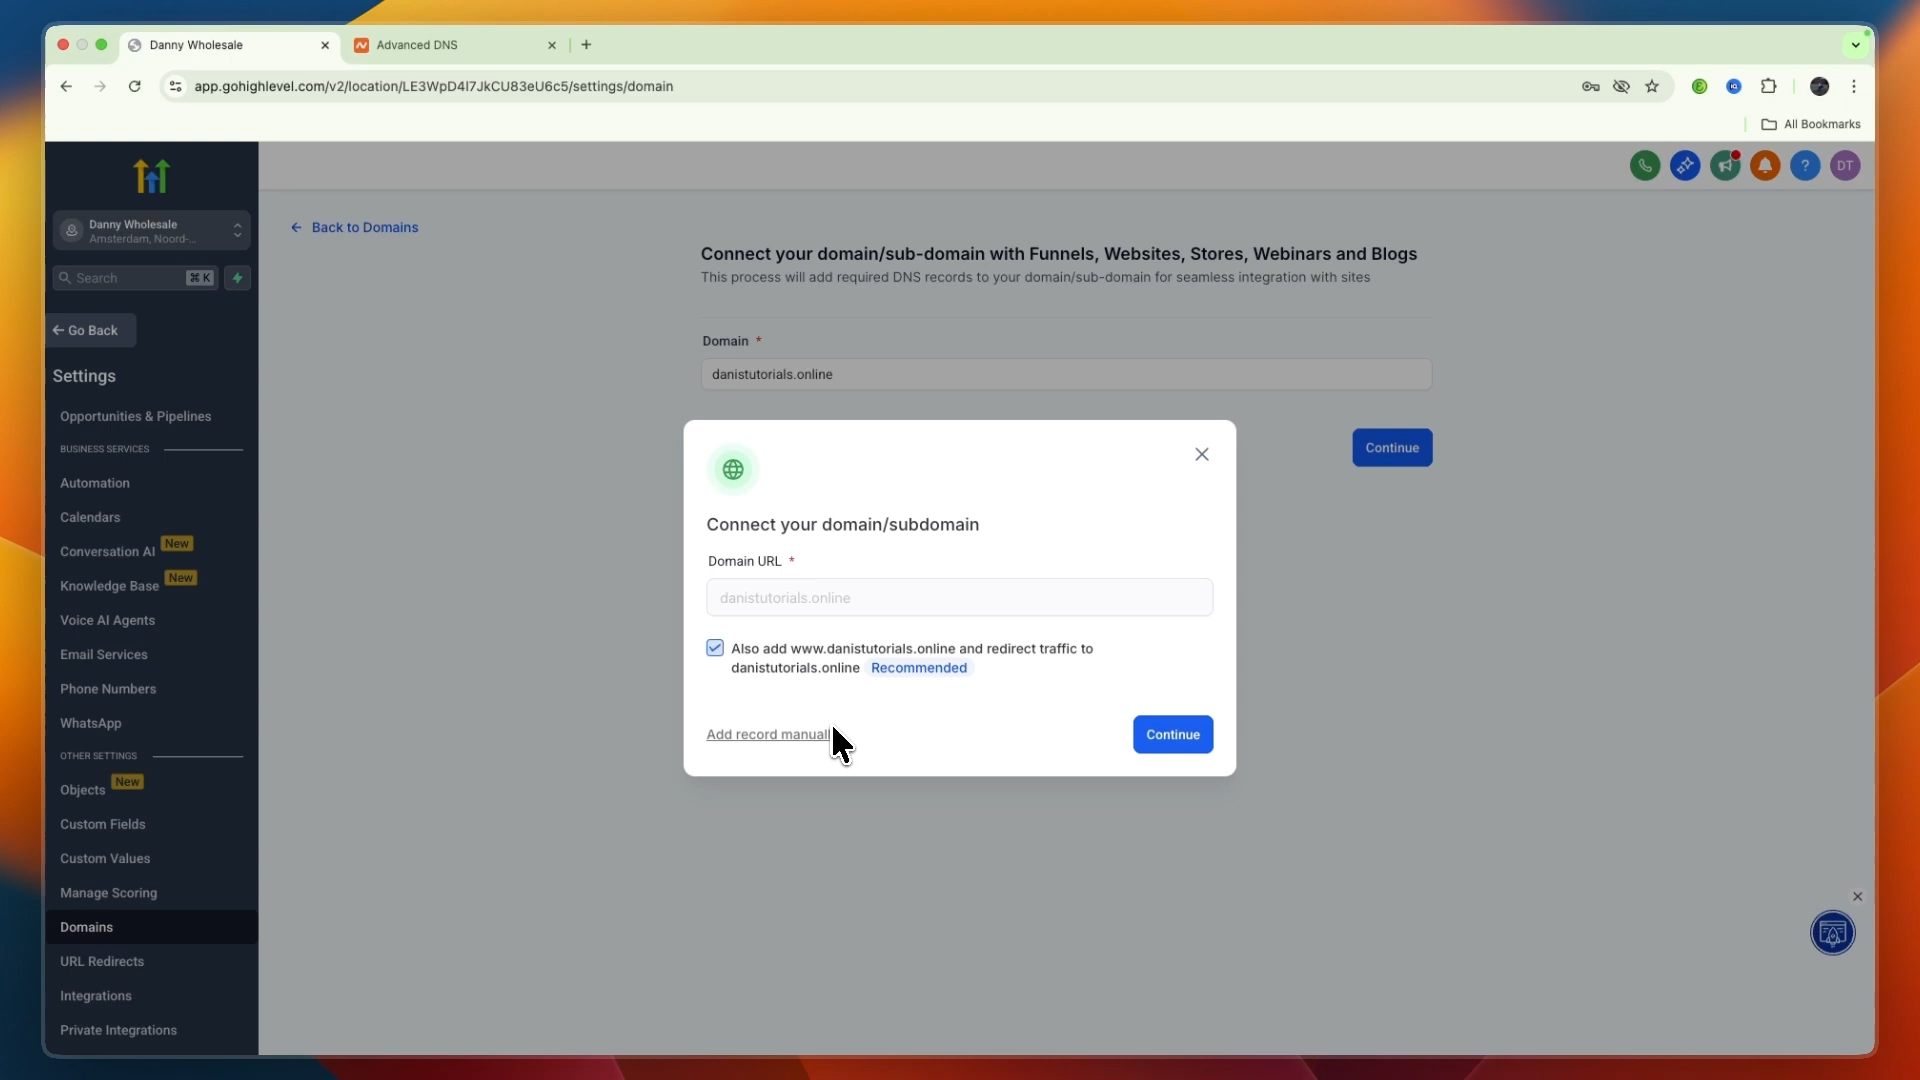 Danny Wholesale
Advanced DNS
app.gohighlevel.com/v2/location/LE3WpD4I7JkCU83eU6c5/settings/domain
All Bookmarks
Danny Wholesale
Amsterdam, Noord-...
Search
⌘ K
Go Back
Settings
Opportunities & Pipelines
BUSINESS SERVICES
Automation
Calendars
Conversation AI New
Knowledge Base New
Voice AI Agents
Email Services
Phone Numbers
WhatsApp
OTHER SETTINGS
Objects New
Custom Fields
Custom Values
Manage Scoring
Domains
URL Redirects
Integrations
Private Integrations
DT
Back to Domains
Connect your domain/sub-domain with Funnels, Websites, Stores, Webinars and Blogs
This process will add required DNS records to your domain/sub-domain for seamless integration with sites
Domain *
danistutorials.online
Continue
Connect your domain/subdomain
Domain URL *
danistutorials.online
Also add www.danistutorials.online and redirect traffic to
danistutorials.online Recommended
Add record manual
Continue